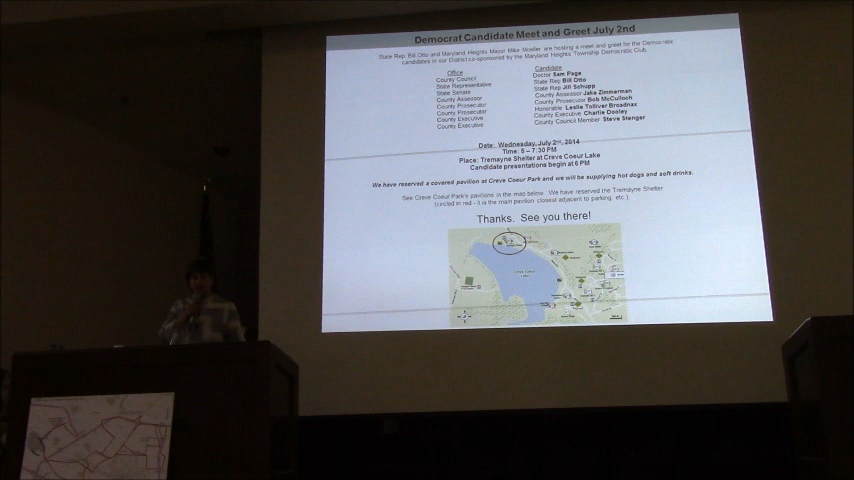 Democrat Candidate Meet and Greet July 2nd
State Rep. Bill Otto and Maryland Heights Mayor Mike Moeller are hosting a meet and greet for the Democratic
candidates in our District co-sponsored by the Maryland Heights Township Democratic Club.
Office Candidate
County Council Doctor Sam Page
State Representative State Rep Bill Otto
State Senate State Rep Jill Schupp
County Assessor County Assessor Jake Zimmerman
County Prosecutor County Prosecutor Bob McCulloch
County Prosecutor Honorable Leslie Tolliver Broadnax
County Executive County Executive Charlie Dooley
County Executive County Council Member Steve Stenger
Date: Wednesday, July 2nd, 2014
Time: 5 – 7:30 PM
Place: Tremayne Shelter at Creve Coeur Lake
Candidate presentations begin at 6 PM
We have reserved a covered pavilion at Creve Coeur Park and we will be supplying hot dogs and soft drinks.
See Creve Coeur Park's pavilions in the map below. We have reserved the Tremayne Shelter
(circled in red - it is the main pavilion closest adjacent to parking, etc.)
Thanks. See you there!
Creve Coeur
Lake